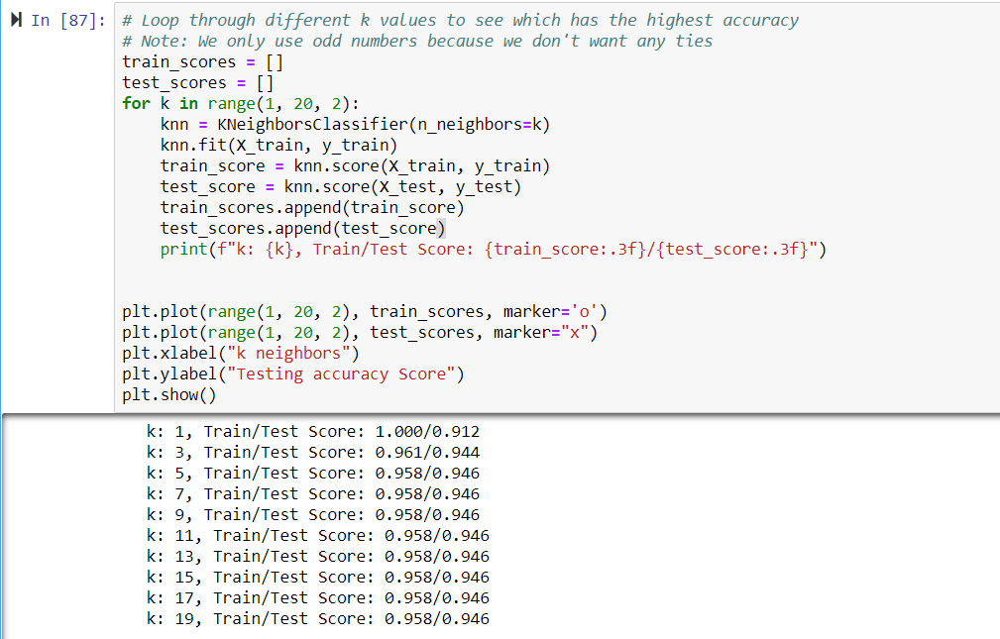 In [87]:
# Loop through different k values to see which has the highest accuracy
# Note: We only use odd numbers because we don't want any ties
train_scores = []
test_scores = []
for k in range(1, 20, 2):
    knn = KNeighborsClassifier(n_neighbors=k)
    knn.fit(X_train, y_train)
    train_score = knn.score(X_train, y_train)
    test_score = knn.score(X_test, y_test)
    train_scores.append(train_score)
    test_scores.append(test_score)
    print(f"k: {k}, Train/Test Score: {train_score:.3f}/{test_score:.3f}")
plt.plot(range(1, 20, 2), train_scores, marker='o')
plt.plot(range(1, 20, 2), test_scores, marker="x")
plt.xlabel("k neighbors")
plt.ylabel("Testing accuracy Score")
plt.show()
k: 1, Train/Test Score: 1.000/0.912
k: 3, Train/Test Score: 0.961/0.944
k: 5, Train/Test Score: 0.958/0.946
k: 7, Train/Test Score: 0.958/0.946
k: 9, Train/Test Score: 0.958/0.946
k: 11, Train/Test Score: 0.958/0.946
k: 13, Train/Test Score: 0.958/0.946
k: 15, Train/Test Score: 0.958/0.946
k: 17, Train/Test Score: 0.958/0.946
k: 19, Train/Test Score: 0.958/0.946